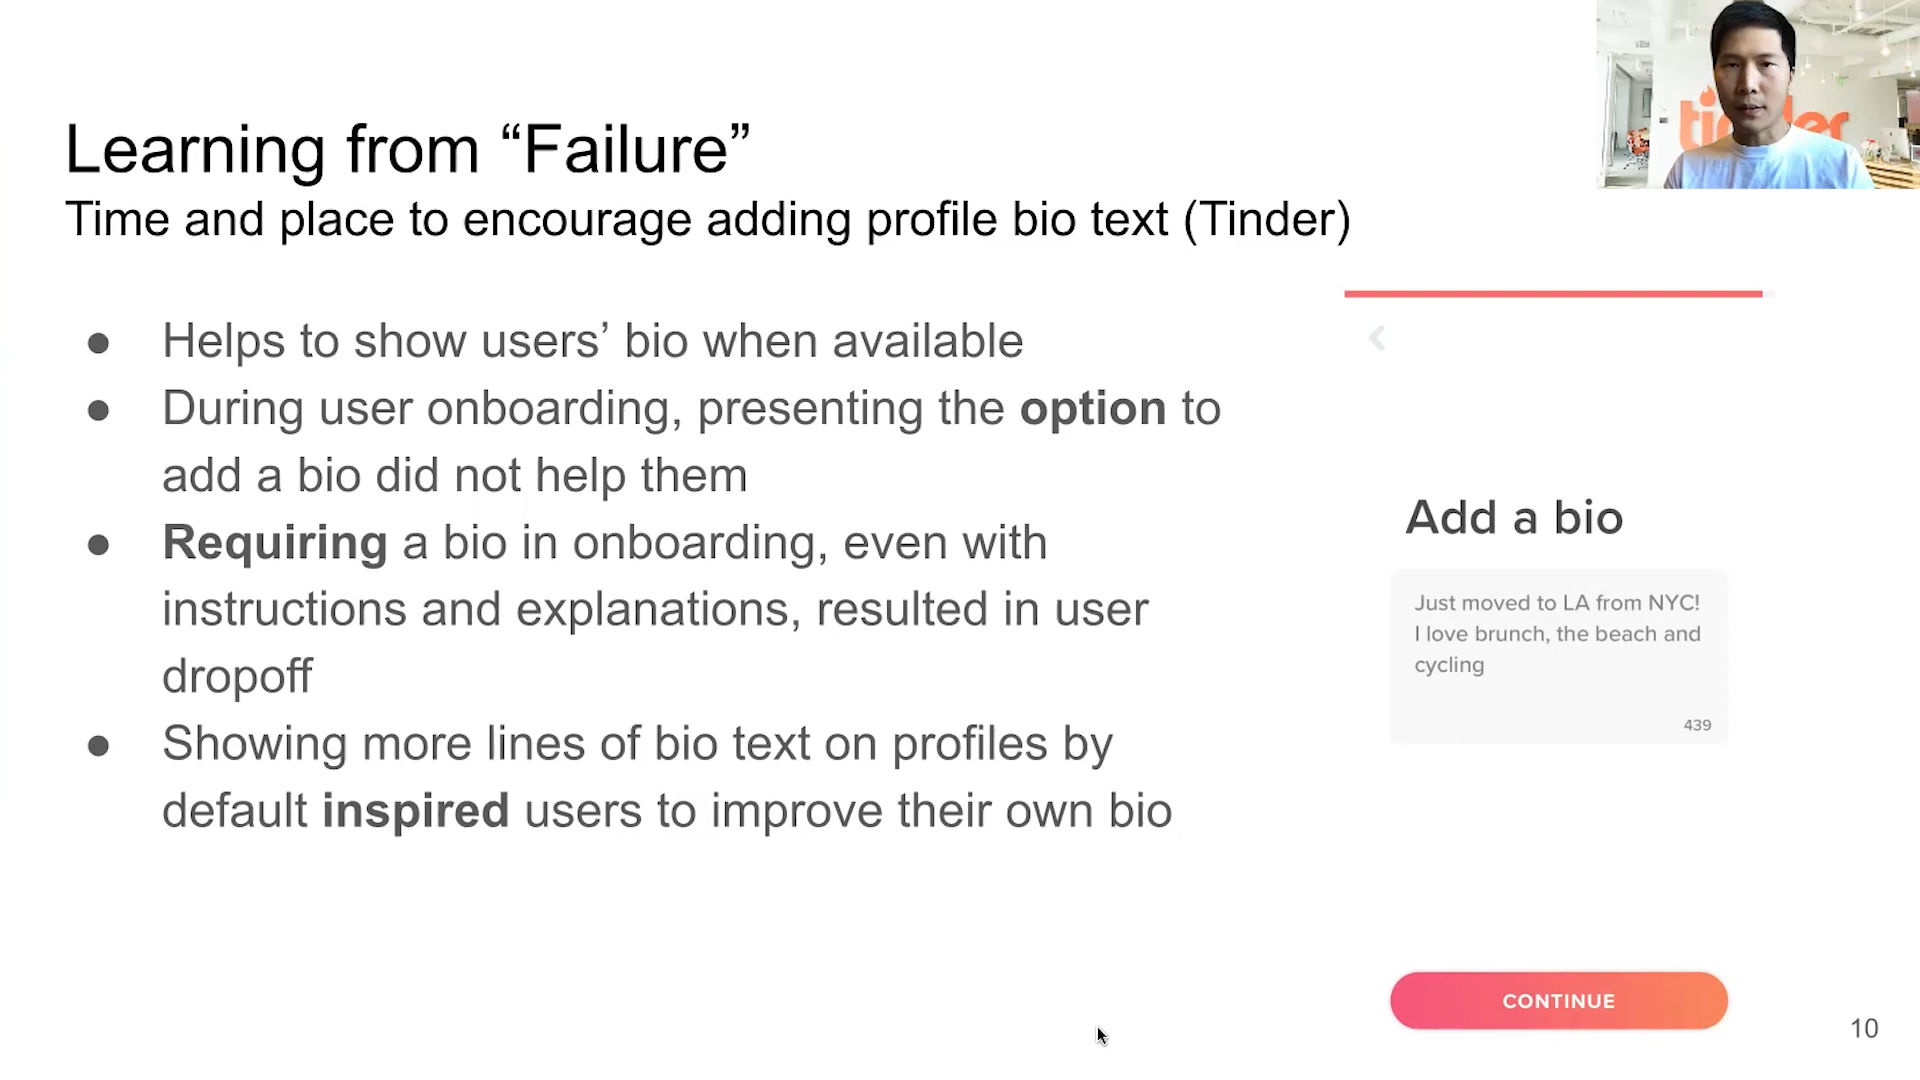 Learning from “Failure”
Time and place to encourage adding profile bio text (Tinder)
● Helps to show users’ bio when available
● During user onboarding, presenting the option to
add a bio did not help them
● Requiring a bio in onboarding, even with
instructions and explanations, resulted in user
dropoff
● Showing more lines of bio text on profiles by
default inspired users to improve their own bio
Add a bio
Just moved to LA from NYC!
I love brunch, the beach and
cycling
439
CONTINUE
10